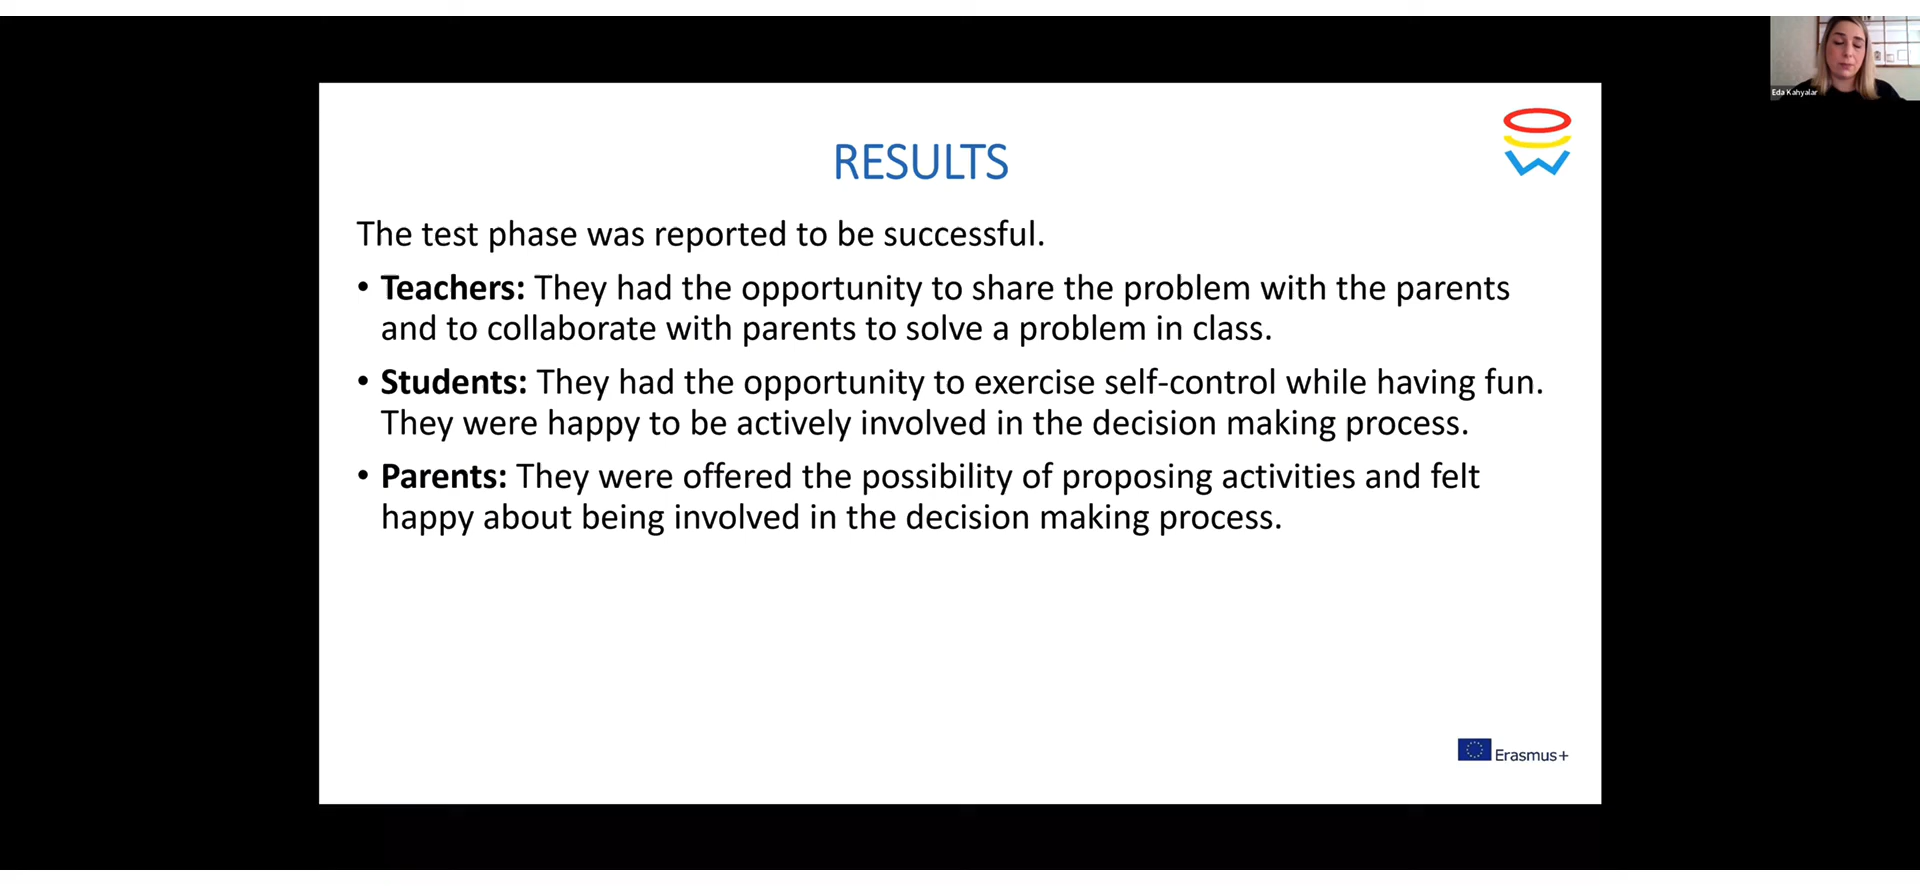 Eda Kahyalar
RESULTS
The test phase was reported to be successful.
• Teachers: They had the opportunity to share the problem with the parents
and to collaborate with parents to solve a problem in class.
• Students: They had the opportunity to exercise self-control while having fun.
They were happy to be actively involved in the decision making process.
• Parents: They were offered the possibility of proposing activities and felt
happy about being involved in the decision making process.
Erasmus+